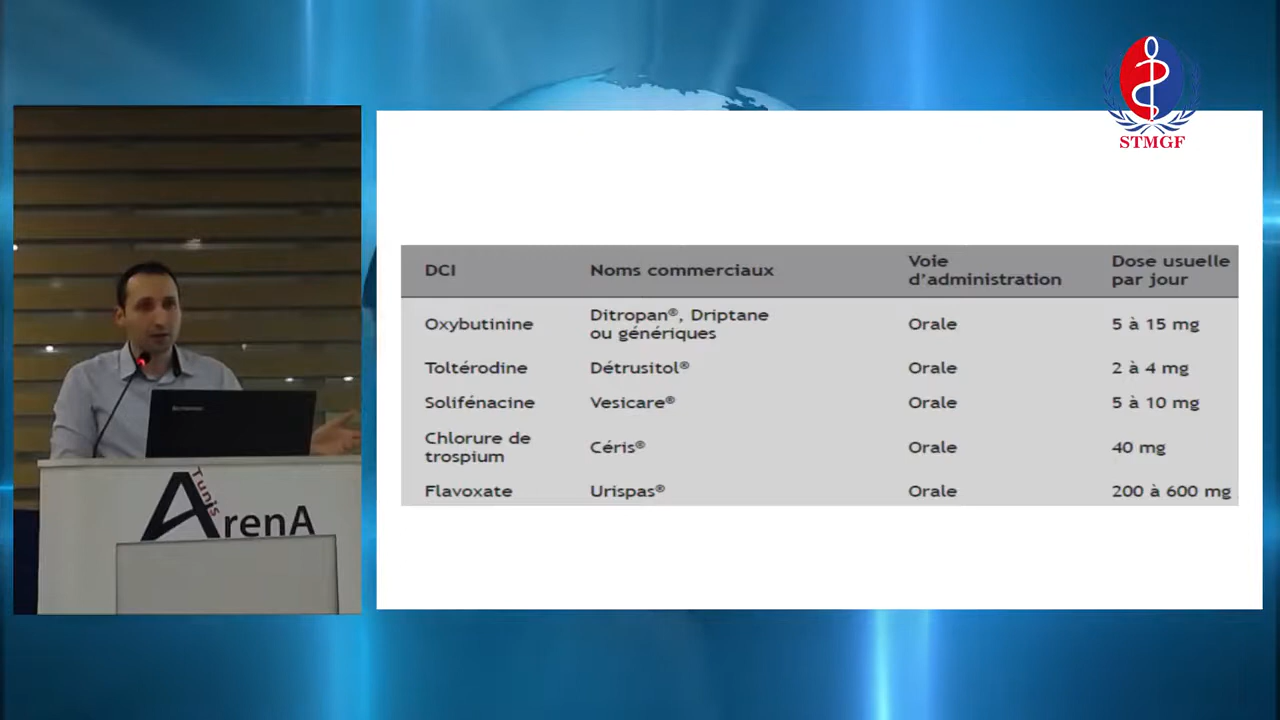 STMGF
DCI
Noms commerciaux
Voie
d'administration
Dose usuelle
par jour
Oxybutinine
Ditropan®, Driptane
ou génériques
Orale
5 à 15 mg
Toltérodine
Détrusitol®
Orale
2 à 4 mg
Solifénacine
Vesicare®
Orale
5 à 10 mg
Chlorure de
trospium
Céris®
Orale
40 mg
Flavoxate
Urispas®
Orale
200 à 600 mg
Tunis
ArenA